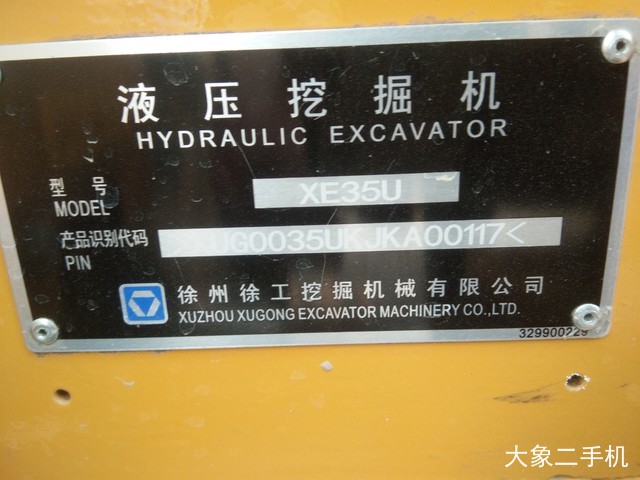 液压挖掘机
HYDRAULIC EXCAVATOR
型号 XE35U
MODEL
产品识别代码 UG0035UKJKA00117<
PIN
徐州徐工挖掘机械有限公司
XUZHOU XUGONG EXCAVATOR MACHINERY CO.,LTD.
329900229
大象二手机